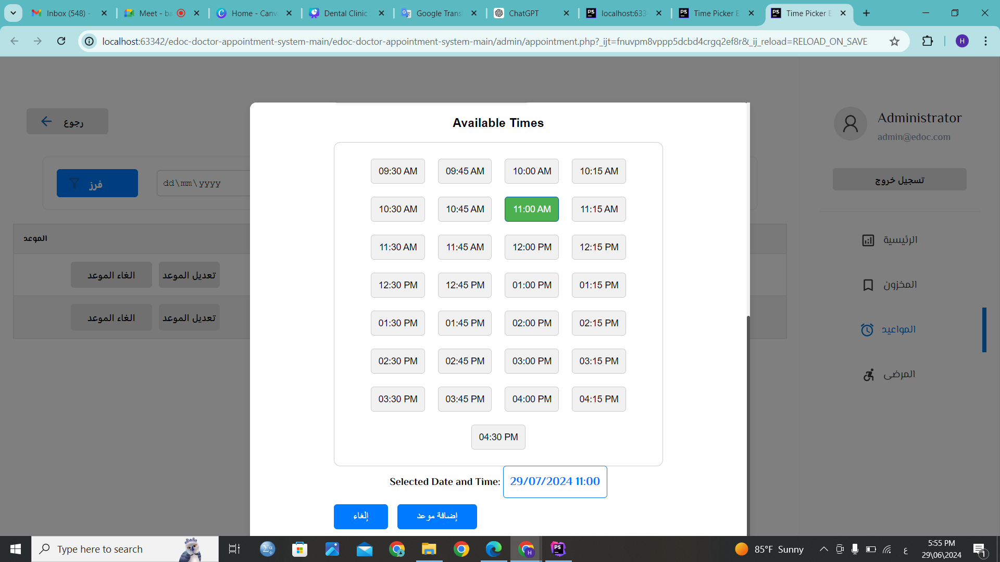 Inbox (548) -
Meet - ba
Home - Canv
Dental Clinic
Google Trans
ChatGPT
localhost:633
Time Picker E
Time Picker E
localhost:63342/edoc-doctor-appointment-system-main/edoc-doctor-appointment-system-main/admin/appointment.php?_ijt=fnuvpm8vppp5dcbd4crgq2ef8r&_ij_reload=RELOAD_ON_SAVE
H
رجوع
فرز
dd\mm\yyyy
الموعد
الغاء الموعد
تعديل الموعد
الغاء الموعد
تعديل الموعد
Available Times
09:30 AM
09:45 AM
10:00 AM
10:15 AM
10:30 AM
10:45 AM
11:00 AM
11:15 AM
11:30 AM
11:45 AM
12:00 PM
12:15 PM
12:30 PM
12:45 PM
01:00 PM
01:15 PM
01:30 PM
01:45 PM
02:00 PM
02:15 PM
02:30 PM
02:45 PM
03:00 PM
03:15 PM
03:30 PM
03:45 PM
04:00 PM
04:15 PM
04:30 PM
Selected Date and Time: 29/07/2024 11:00
إلغاء
إضافة موعد
Administrator
admin@edoc.com
تسجيل خروج
الرئيسية
المخزون
المواعيد
المرضى
Type here to search
85°F Sunny
ع
5:55 PM
29\06\2024
1